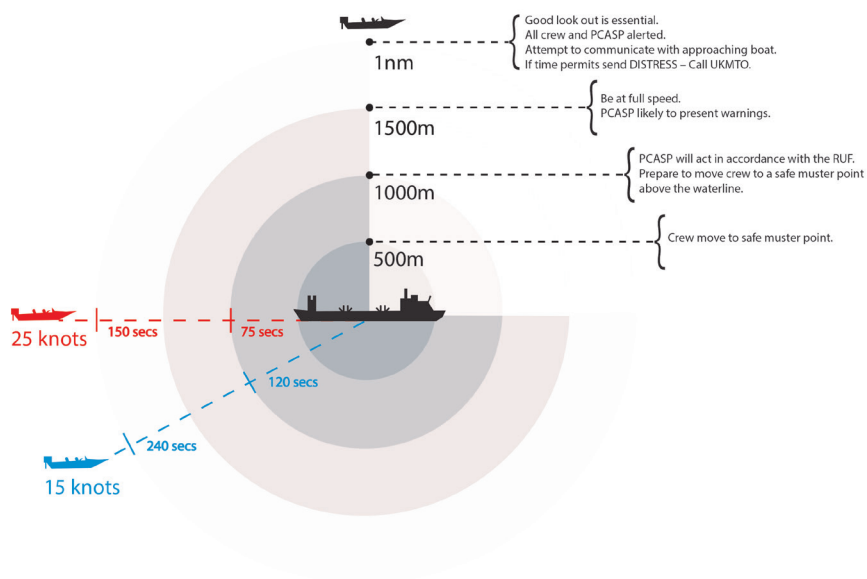 Good look out is essential.
All crew and PCASP alerted.
Attempt to communicate with approaching boat.
If time permits send DISTRESS – Call UKMTO.
1nm
Be at full speed.
PCASP likely to present warnings.
1500m
PCASP will act in accordance with the RUF.
Prepare to move crew to a safe muster point
above the waterline.
1000m
Crew move to safe muster point.
500m
25 knots
150 secs
75 secs
120 secs
240 secs
15 knots